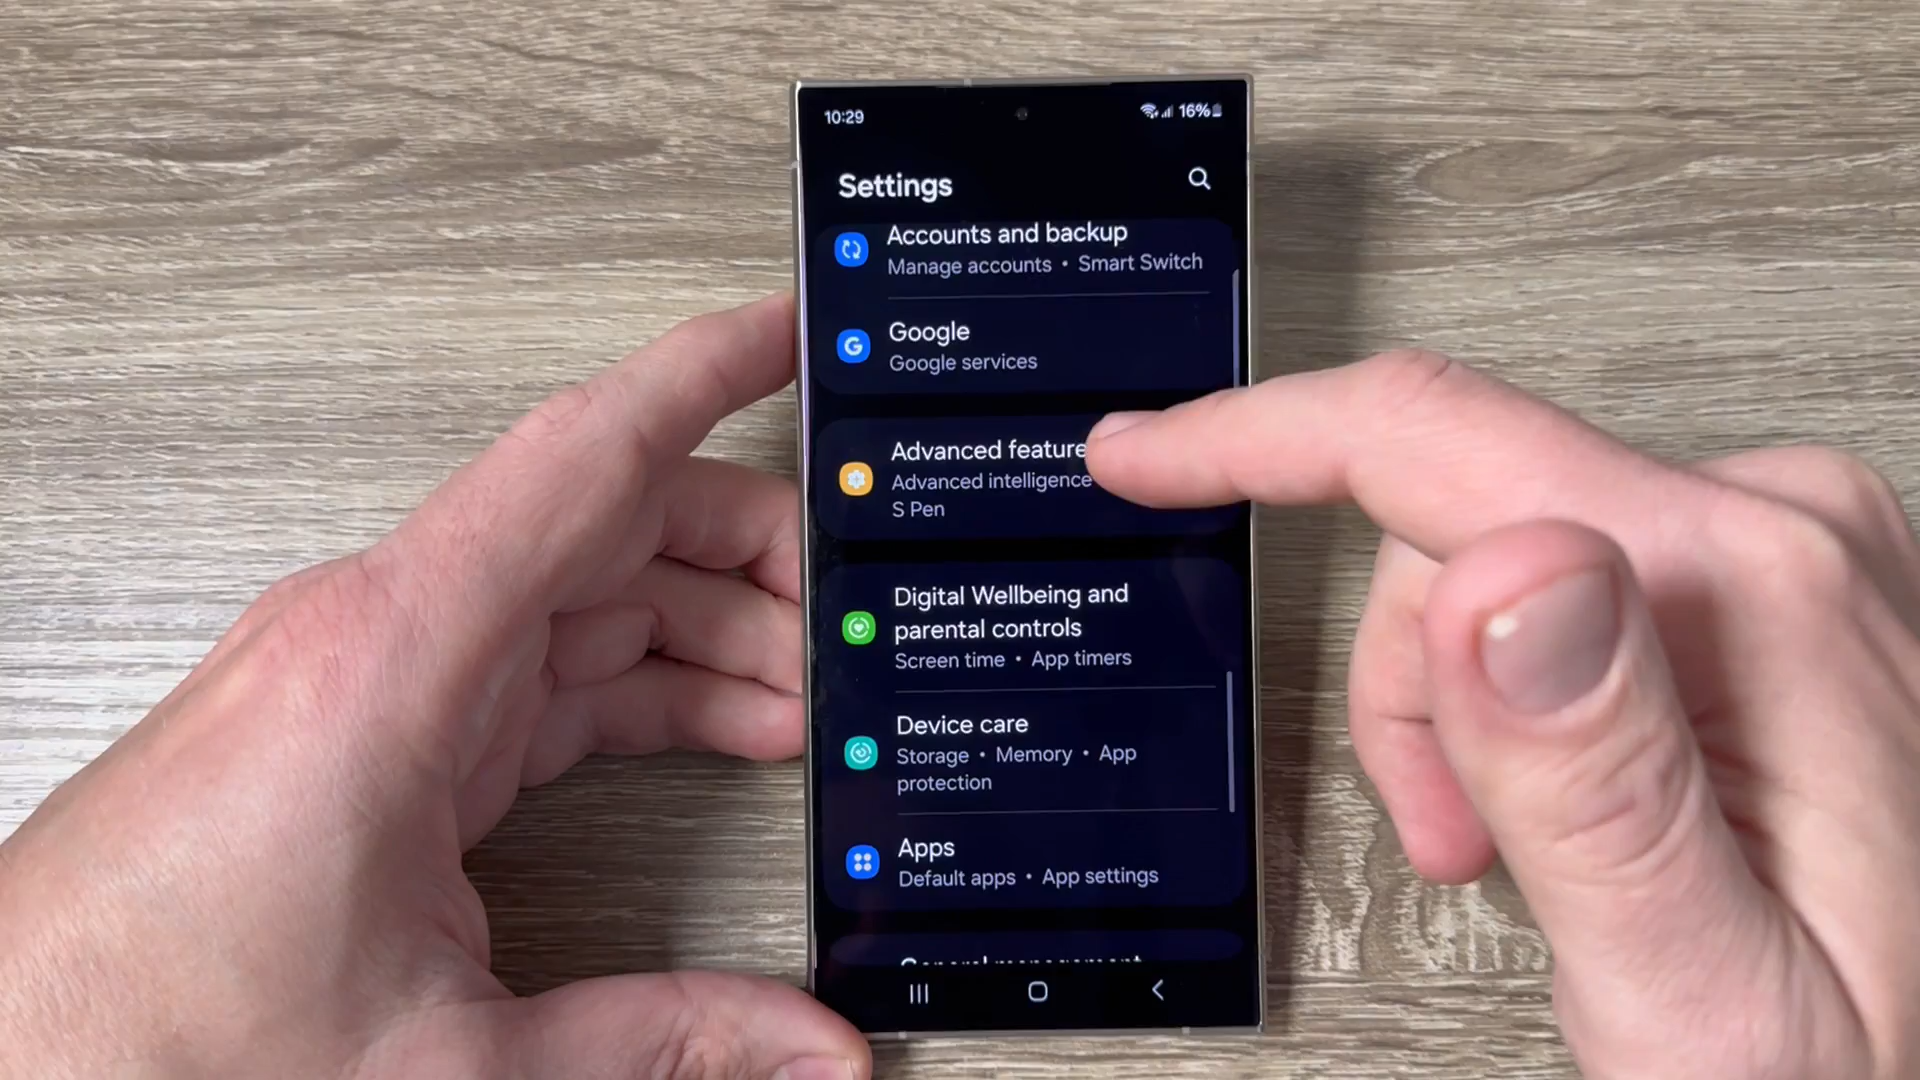 10:29
16%
Settings
Accounts and backup
Manage accounts • Smart Switch
Google
Google services
Advanced feature
Advanced intelligence
S Pen
Digital Wellbeing and
parental controls
Screen time • App timers
Device care
Storage • Memory • App
protection
Apps
Default apps • App settings
General management